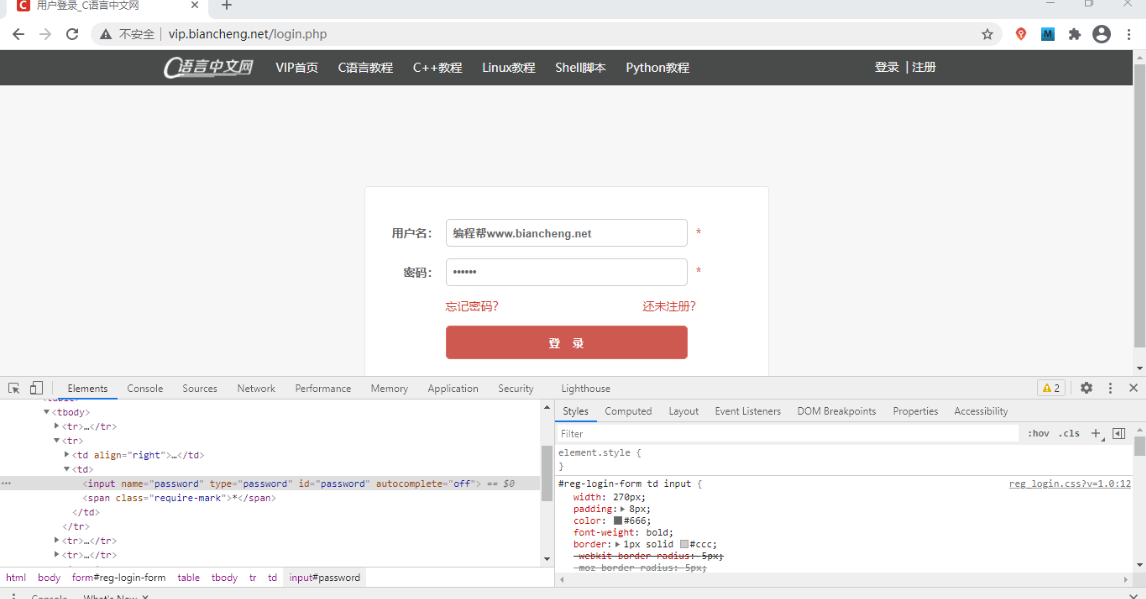 用户登录_C语言中文网
不安全 vip.biancheng.net/login.php
C语言中文网 VIP首页 C语言教程 C++教程 Linux教程 Shell脚本 Python教程 登录 | 注册
用户名: 编程帮www.biancheng.net *
密码: •••••• *
忘记密码? 还未注册?
登 录
Elements Console Sources Network Performance Memory Application Security Lighthouse 2
<tbody>
<tr>…</tr>
<tr>
<td align="right">…</td>
<td>
<input name="password" type="password" id="password" autocomplete="off"> == $0
<span class="require-mark">*</span>
</td>
</tr>
<tr>…</tr>
<tr>…</tr>
html body form#reg-login-form table tbody tr td input#password
Styles Computed Layout Event Listeners DOM Breakpoints Properties Accessibility
Filter :hov .cls
element.style {
}
#reg-login-form td input { reg_login.css?v=1.0:12
width: 270px;
padding: 8px;
color: #666;
font-weight: bold;
border: 1px solid #ccc;
-webkit-border-radius: 5px;
-moz-border-radius: 5px;
Console What's New